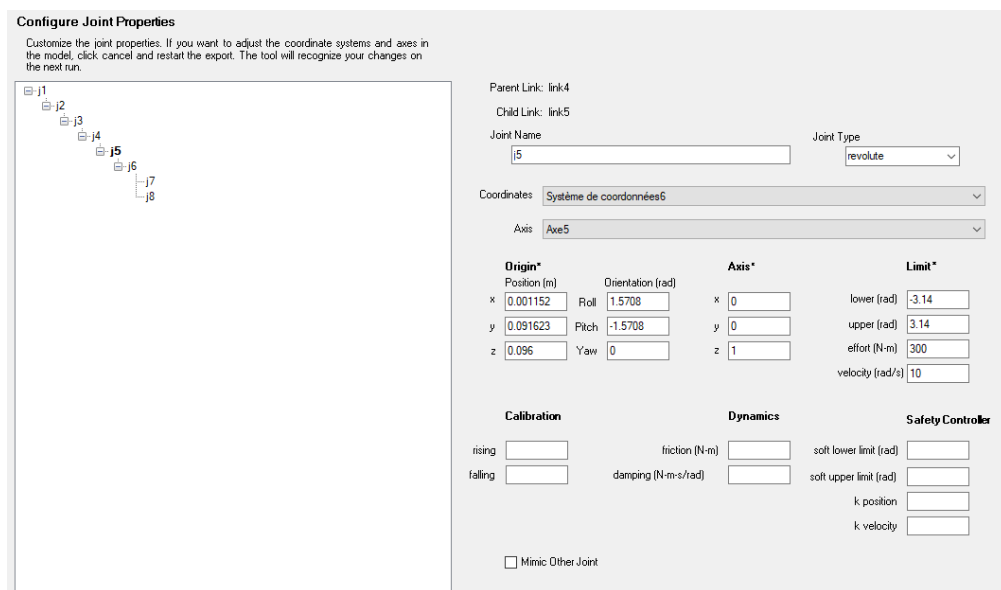 Configure Joint Properties
Customize the joint properties. If you want to adjust the coordinate systems and axes in
the model, click cancel and restart the export. The tool will recognize your changes on
the next run.
j1
j2
j3
j4
j5
j6
j7
j8
Parent Link: link4
Child Link: link5
Joint Name
Joint Type
j5
revolute
Coordinates Système de coordonnées6
Axis Axe5
Origin* Axis* Limit*
Position (m) Orientation (rad)
x 0.001152 Roll 1.5708 x 0 lower (rad) -3.14
y 0.091623 Pitch -1.5708 y 0 upper (rad) 3.14
z 0.096 Yaw 0 z 1 effort (N-m) 300
velocity (rad/s) 10
Calibration Dynamics Safety Controller
rising friction (N-m) soft lower limit (rad)
falling damping (N-m-s/rad) soft upper limit (rad)
k position
k velocity
Mimic Other Joint